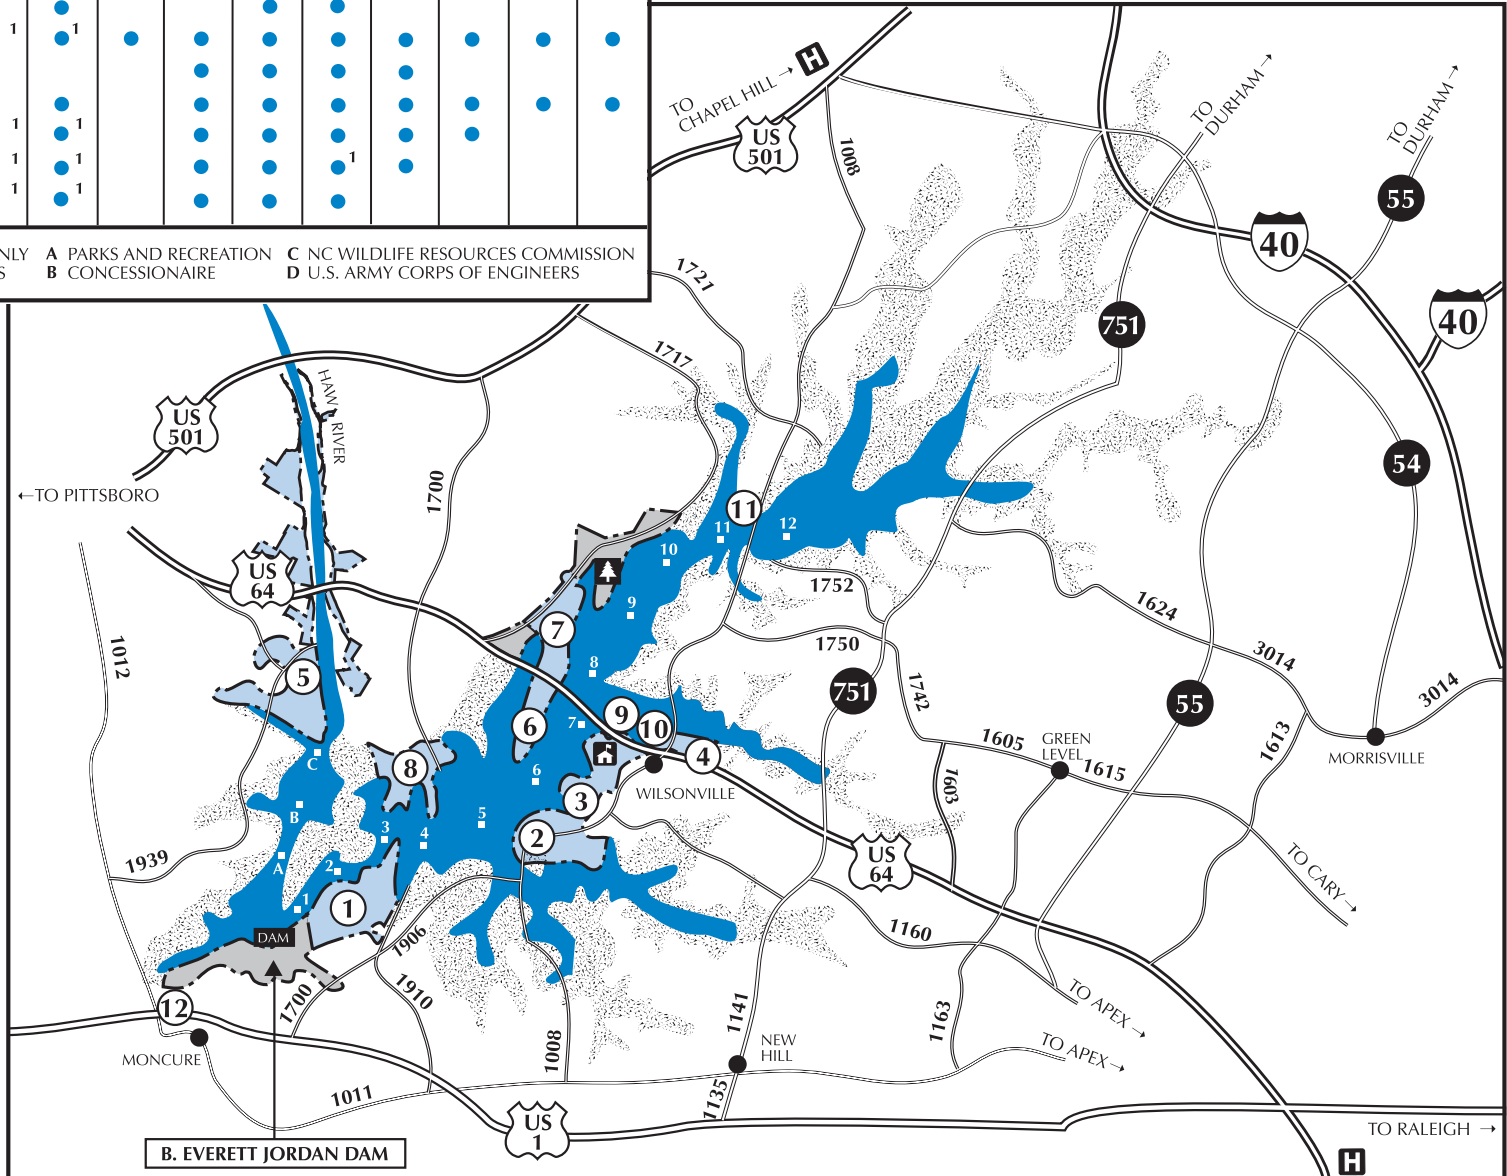 1 1
1 1
1 1 1
1 1
NLY A PARKS AND RECREATION C NC WILDLIFE RESOURCES COMMISSION
S B CONCESSIONAIRE D U.S. ARMY CORPS OF ENGINEERS
TO
CHAPEL HILL → H
US
501
1008
TO
DURHAM →
TO
DURHAM →
55
40
40
1721
751
1717
HAW RIVER
US
501
←TO PITTSBORO
1700
54
11
11
12
10
US
64
9
1752
1624
7
1750
1012
8
3014
5
751
1742
3014
55
6
7
9
10
4
1605
GREEN
LEVEL
1615
1613
MORRISVILLE
C
8
6
WILSONVILLE
1603
3
B
5
3
4
2
1939
A
2
US
64
TO CARY →
1
1
DAM
1906
1160
1700
1910
TO APEX →
12
1141
1163
MONCURE
1008
NEW
HILL
TO APEX →
1011
1135
US
1
TO RALEIGH →
B. EVERETT JORDAN DAM
H